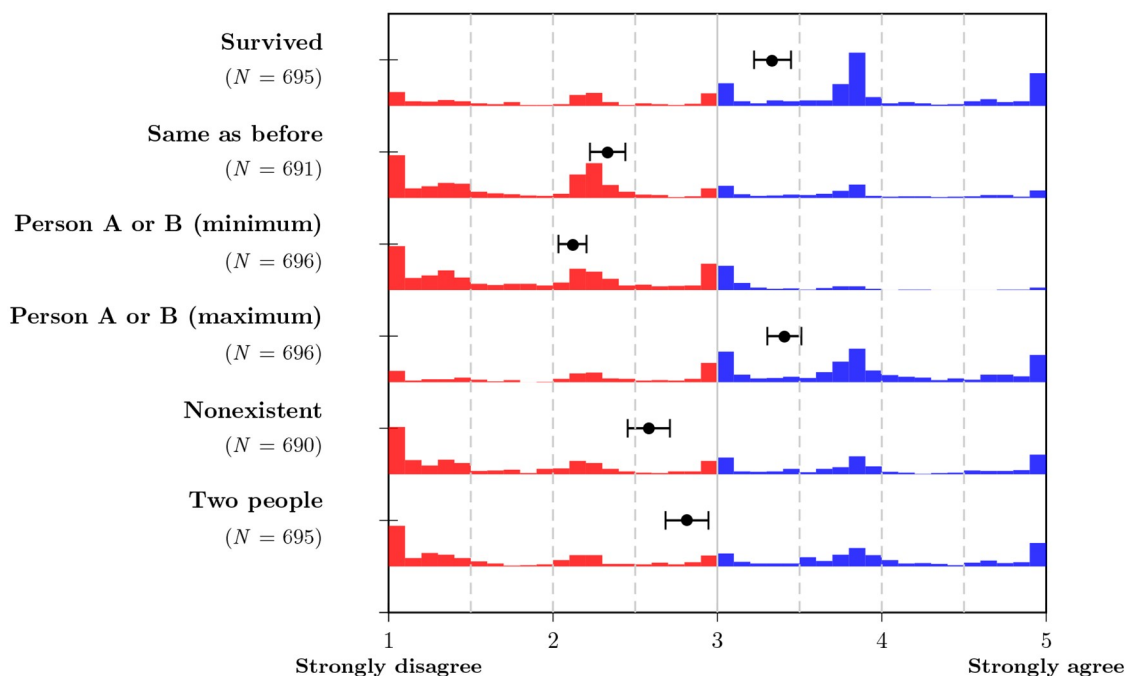 Survived
(N = 695)
Same as before
(N = 691)
Person A or B (minimum)
(N = 696)
Person A or B (maximum)
(N = 696)
Nonexistent
(N = 690)
Two people
(N = 695)
1 2 3 4 5
Strongly disagree Strongly agree